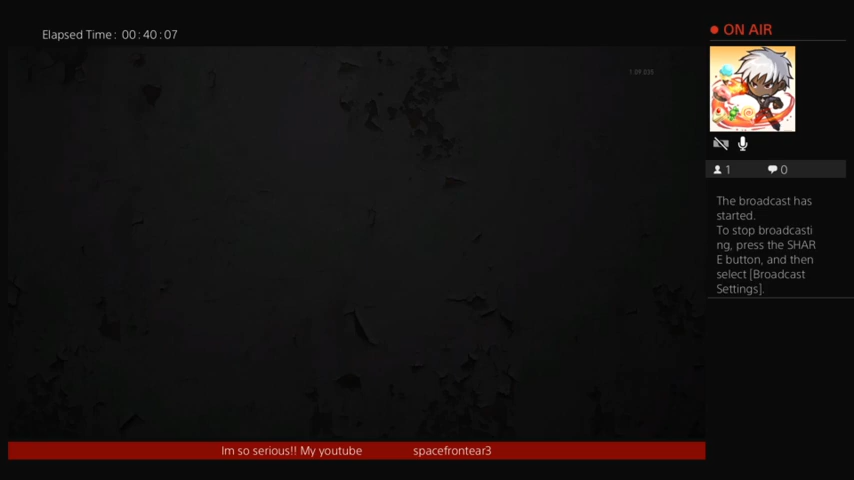 Elapsed Time: 00:40:07
ON AIR
1 0
The broadcast has
started.
To stop broadcasti
ng, press the SHAR
E button, and then
select [Broadcast
Settings].
Im so serious!! My youtube spacefrontear3